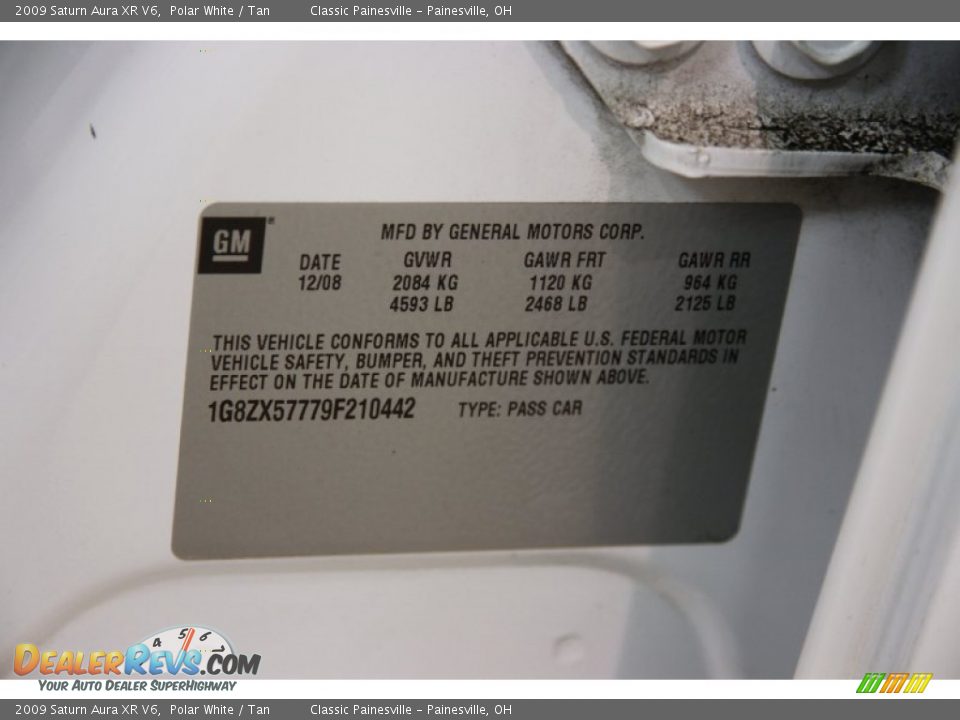 2009 Saturn Aura XR V6,  Polar White / Tan  Classic Painesville – Painesville, OH
GM
MFD BY GENERAL MOTORS CORP.
DATE GVWR GAWR FRT GAWR RR
12/08 2084 KG 1120 KG 964 KG
4593 LB 2468 LB 2125 LB
THIS VEHICLE CONFORMS TO ALL APPLICABLE U.S. FEDERAL MOTOR
VEHICLE SAFETY, BUMPER, AND THEFT PREVENTION STANDARDS IN
EFFECT ON THE DATE OF MANUFACTURE SHOWN ABOVE.
1G8ZX57779F210442 TYPE: PASS CAR
4 5 6 7
DEALERREVS.COM
YOUR AUTO DEALER SUPERHIGHWAY
2009 Saturn Aura XR V6,  Polar White / Tan  Classic Painesville – Painesville, OH